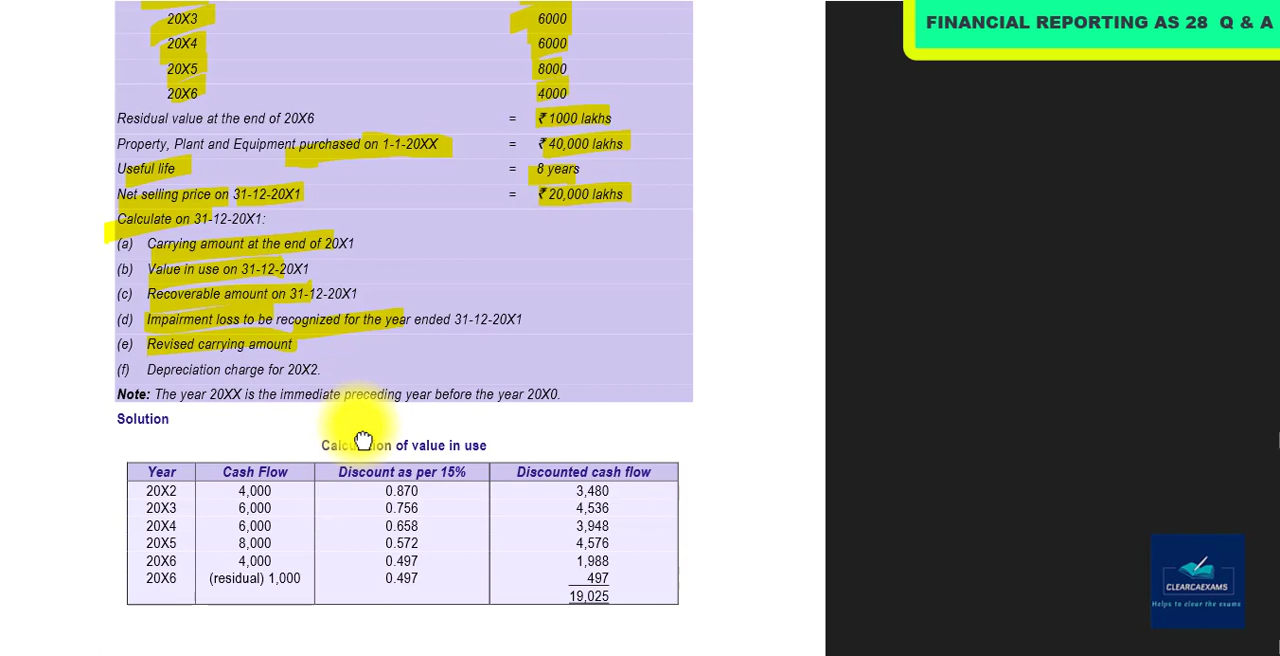 FINANCIAL REPORTING AS 28 Q & A
20X3 6000
20X4 6000
20X5 8000
20X6 4000
Residual value at the end of 20X6 = ₹ 1000 lakhs
Property, Plant and Equipment purchased on 1-1-20XX = ₹ 40,000 lakhs
Useful life = 8 years
Net selling price on 31-12-20X1 = ₹ 20,000 lakhs
Calculate on 31-12-20X1:
(a) Carrying amount at the end of 20X1
(b) Value in use on 31-12-20X1
(c) Recoverable amount on 31-12-20X1
(d) Impairment loss to be recognized for the year ended 31-12-20X1
(e) Revised carrying amount
(f) Depreciation charge for 20X2.
Note: The year 20XX is the immediate preceding year before the year 20X0.
Solution
Calculation of value in use
Year Cash Flow Discount as per 15% Discounted cash flow
20X2 4,000 0.870 3,480
20X3 6,000 0.756 4,536
20X4 6,000 0.658 3,948
20X5 8,000 0.572 4,576
20X6 4,000 0.497 1,988
20X6 (residual) 1,000 0.497 497
19,025
CLEARCAEXAMS
Helps to clear the exams